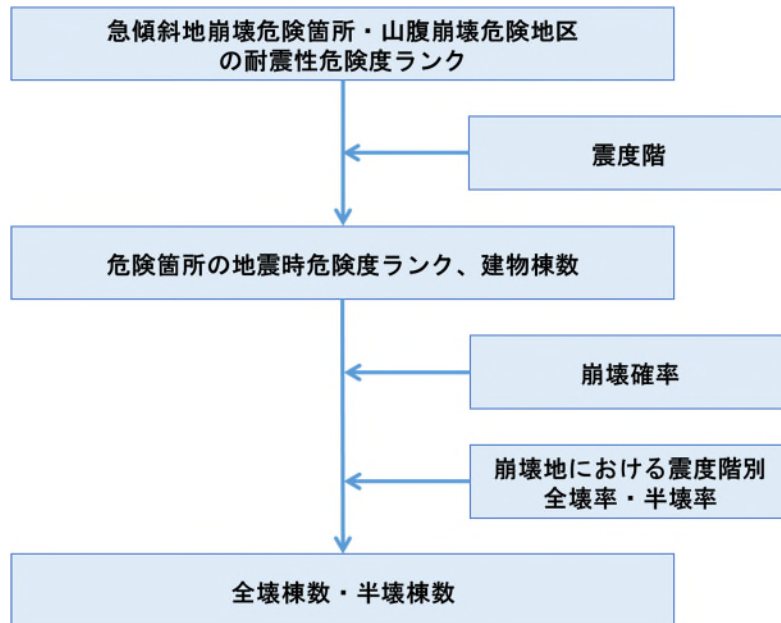 急傾斜地崩壊危険箇所・山腹崩壊危険地区
の耐震性危険度ランク
震度階
危険箇所の地震時危険度ランク、建物棟数
崩壊確率
崩壊地における震度階別
全壊率・半壊率
全壊棟数・半壊棟数